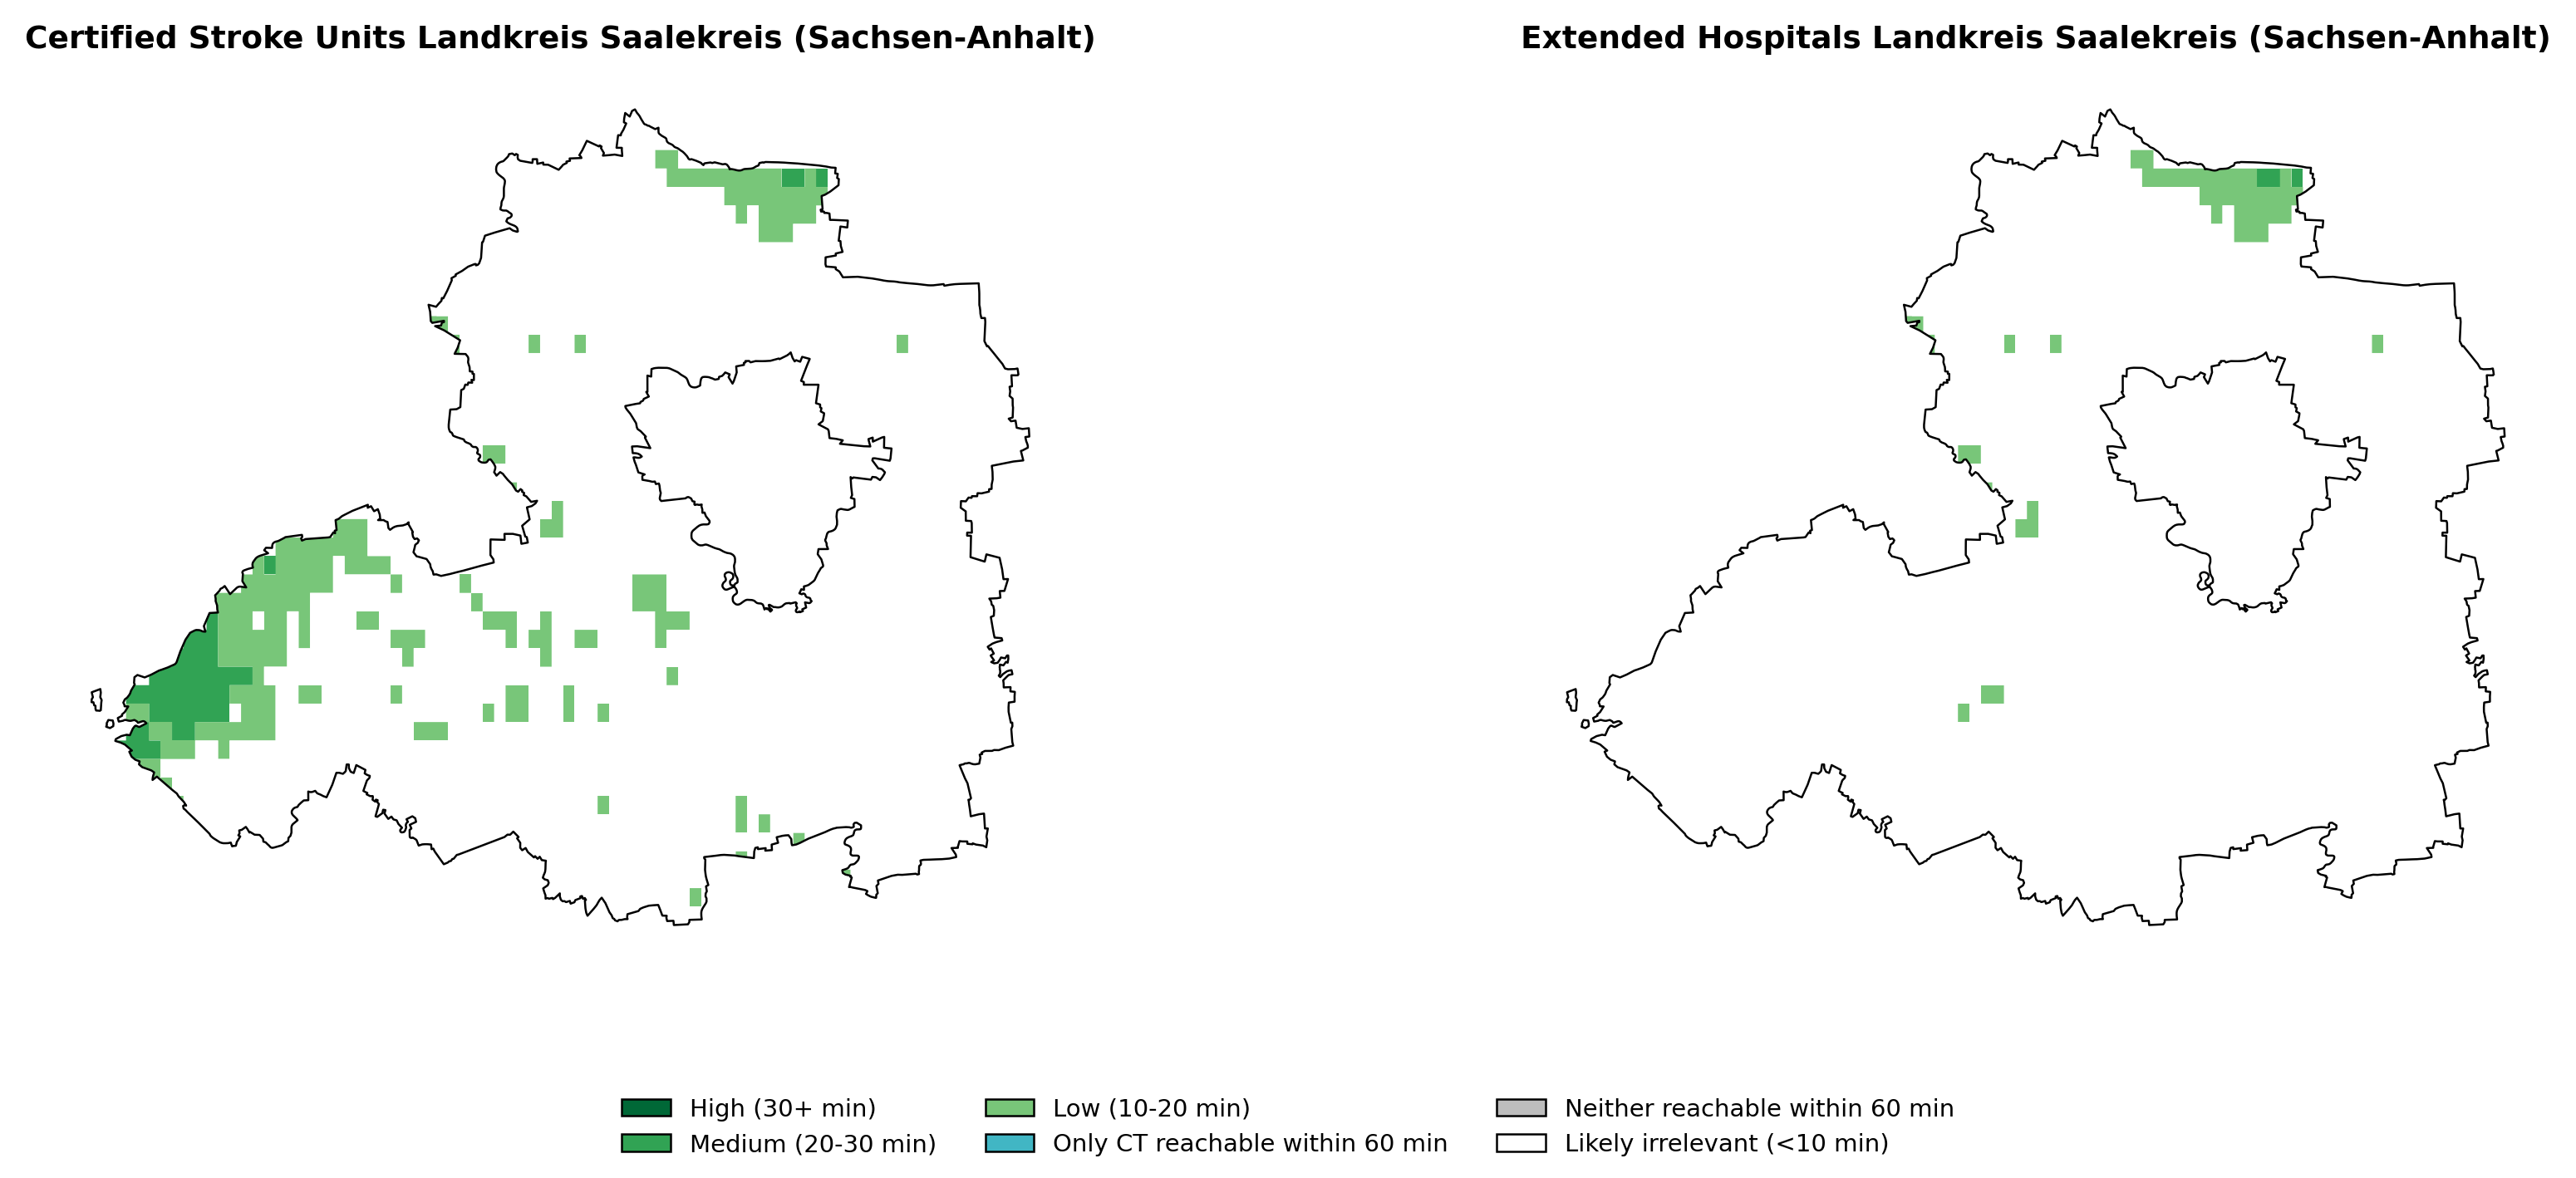 Certified Stroke Units Landkreis Saalekreis (Sachsen-Anhalt)
Extended Hospitals Landkreis Saalekreis (Sachsen-Anhalt)
High (30+ min)
Medium (20-30 min)
Low (10-20 min)
Only CT reachable within 60 min
Neither reachable within 60 min
Likely irrelevant (<10 min)